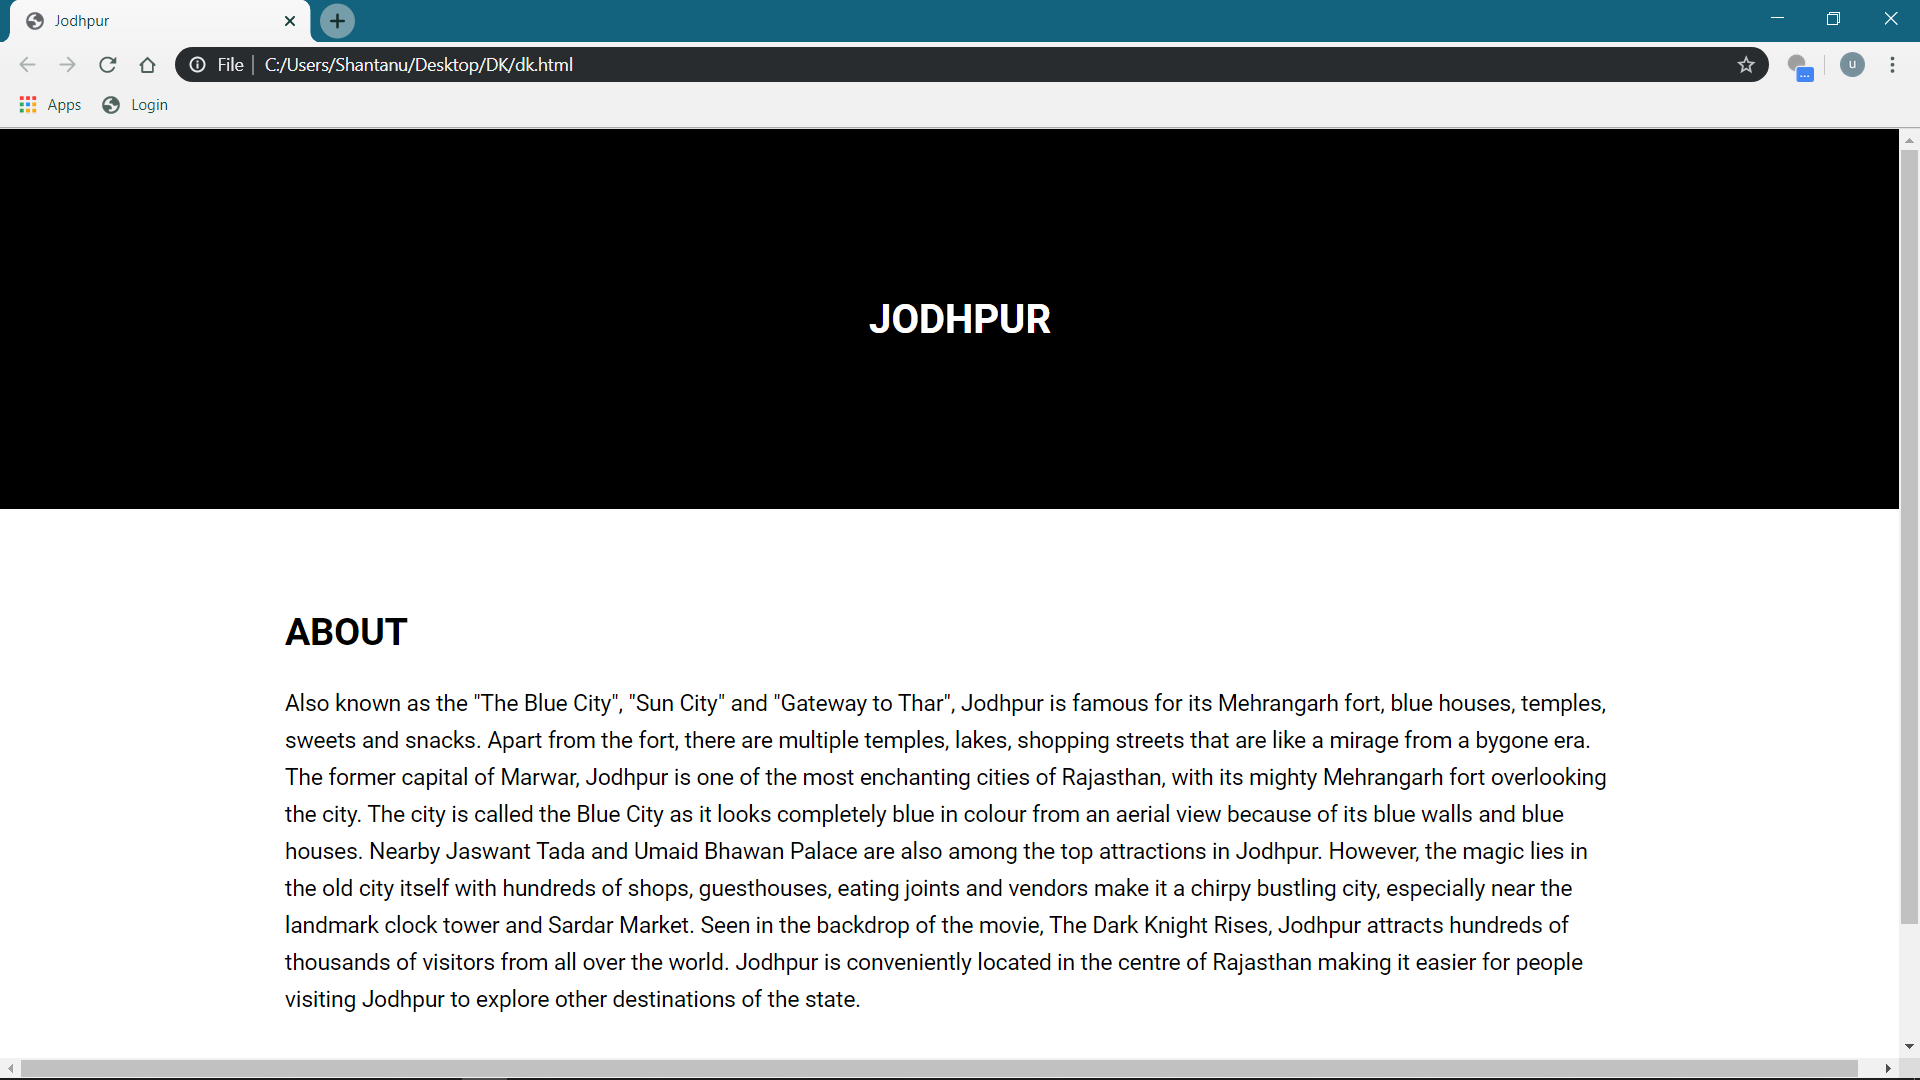 Jodhpur
File
C:/Users/Shantanu/Desktop/DK/dk.html
U
Apps
Login
JODHPUR
ABOUT
Also known as the "The Blue City", "Sun City" and "Gateway to Thar", Jodhpur is famous for its Mehrangarh fort, blue houses, temples,
sweets and snacks. Apart from the fort, there are multiple temples, lakes, shopping streets that are like a mirage from a bygone era.
The former capital of Marwar, Jodhpur is one of the most enchanting cities of Rajasthan, with its mighty Mehrangarh fort overlooking
the city. The city is called the Blue City as it looks completely blue in colour from an aerial view because of its blue walls and blue
houses. Nearby Jaswant Tada and Umaid Bhawan Palace are also among the top attractions in Jodhpur. However, the magic lies in
the old city itself with hundreds of shops, guesthouses, eating joints and vendors make it a chirpy bustling city, especially near the
landmark clock tower and Sardar Market. Seen in the backdrop of the movie, The Dark Knight Rises, Jodhpur attracts hundreds of
thousands of visitors from all over the world. Jodhpur is conveniently located in the centre of Rajasthan making it easier for people
visiting Jodhpur to explore other destinations of the state.